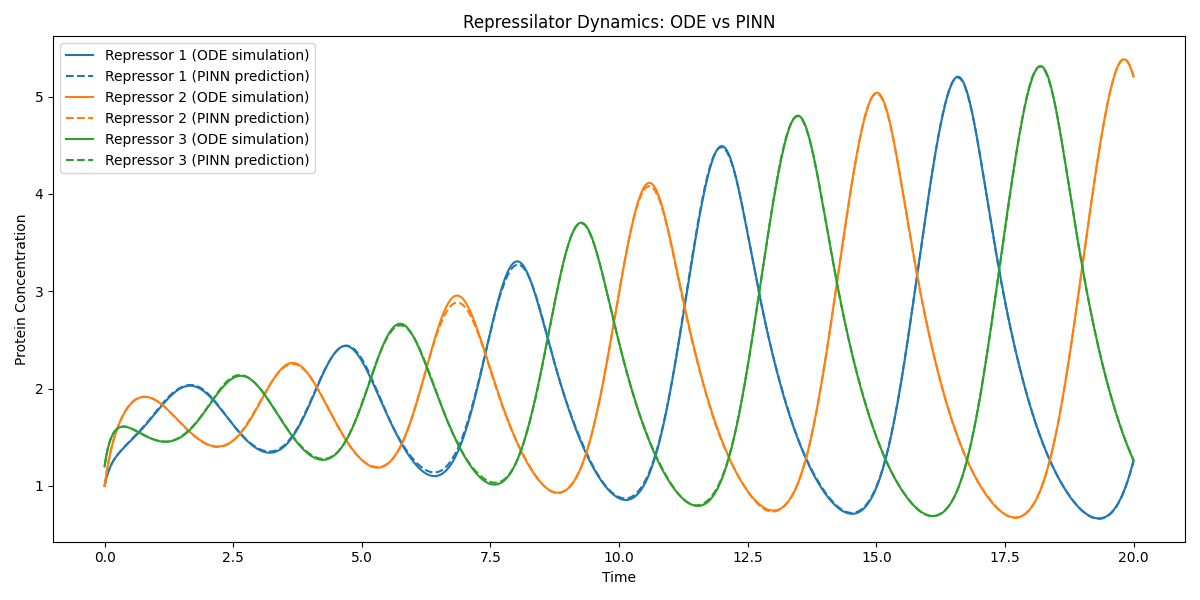 Repressilator Dynamics: ODE vs PINN
Repressor 1 (ODE simulation)
Repressor 1 (PINN prediction)
Repressor 2 (ODE simulation)
Repressor 2 (PINN prediction)
Repressor 3 (ODE simulation)
Repressor 3 (PINN prediction)
Protein Concentration
5
4
3
2
1
0.0 2.5 5.0 7.5 10.0 12.5 15.0 17.5 20.0
Time